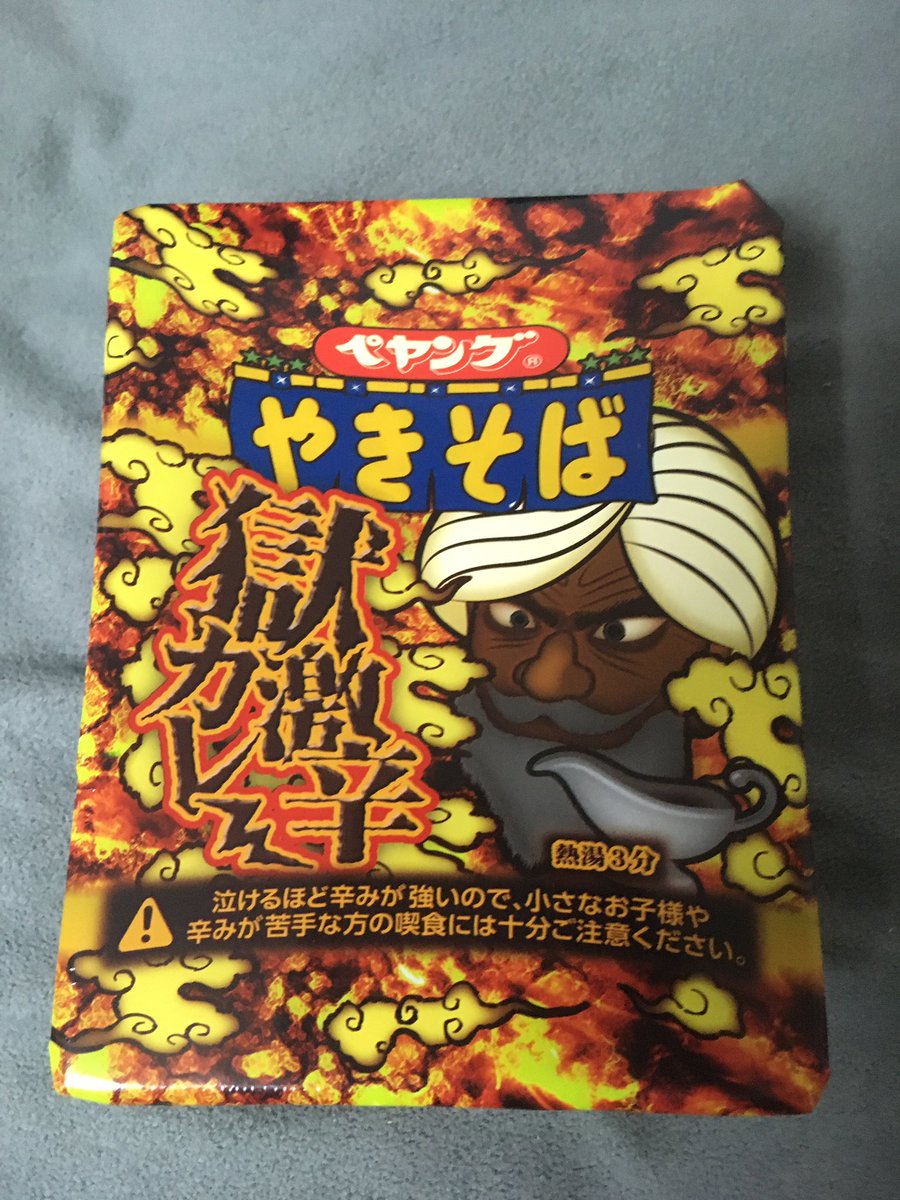 ペヤング®
やきそば
獄激辛
カレー
熱湯3分
泣けるほど辛みが強いので、小さなお子様や
辛みが苦手な方の喫食には十分ご注意ください。